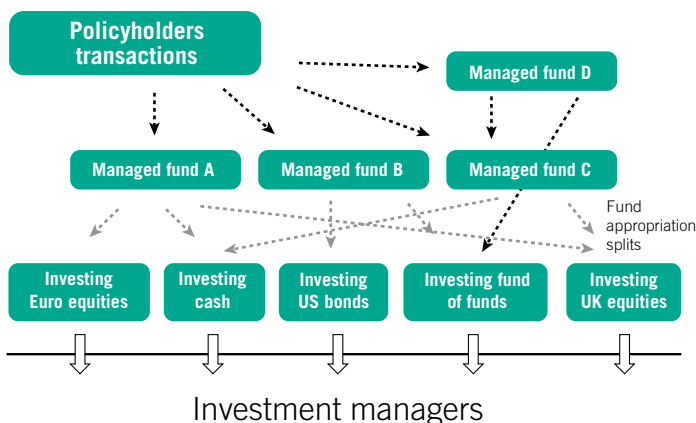 Policyholders
transactions
Managed fund D
Managed fund A
Managed fund B
Managed fund C
Fund
appropriation
splits
Investing
Euro equities
Investing
cash
Investing
US bonds
Investing fund
of funds
Investing
UK equities
Investment managers